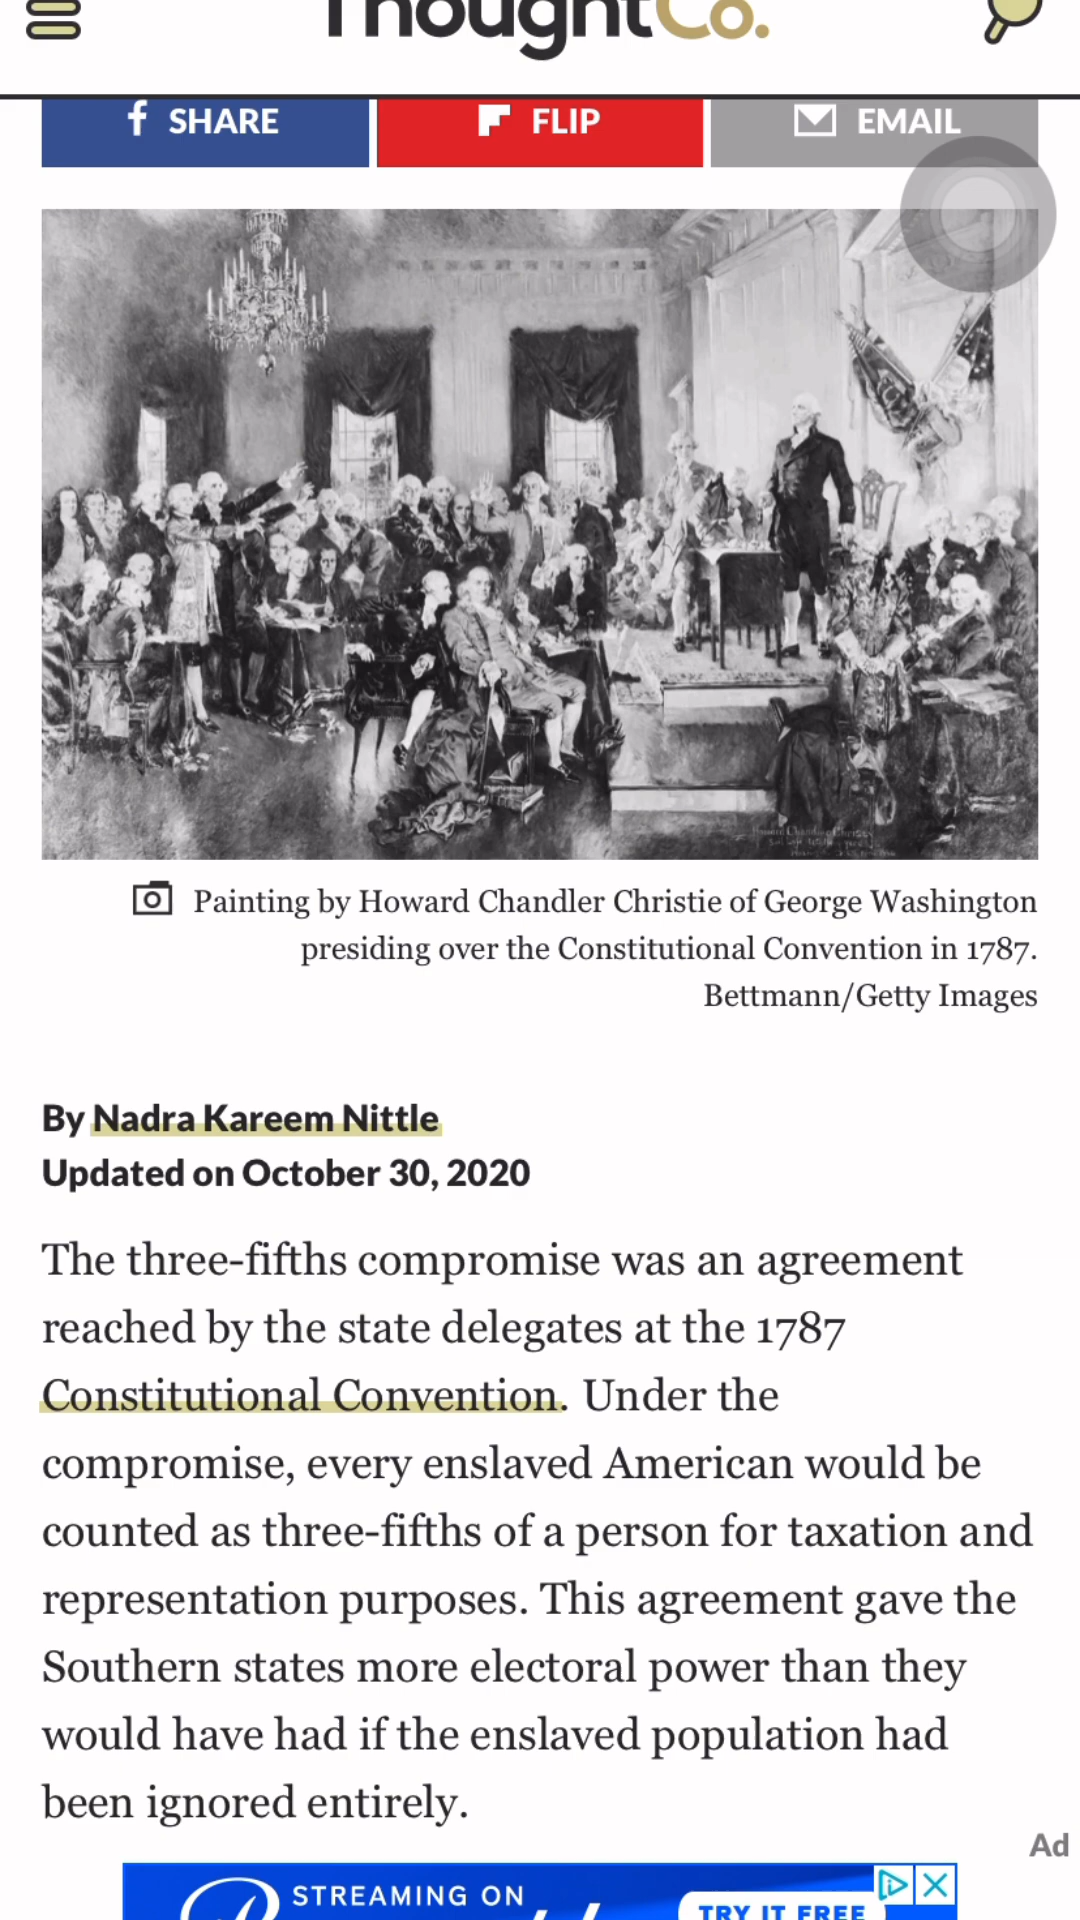 ThoughtCo.
SHARE
FLIP
EMAIL
Painting by Howard Chandler Christie of George Washington
presiding over the Constitutional Convention in 1787.
Bettmann/Getty Images
By Nadra Kareem Nittle
Updated on October 30, 2020
The three-fifths compromise was an agreement
reached by the state delegates at the 1787
Constitutional Convention. Under the
compromise, every enslaved American would be
counted as three-fifths of a person for taxation and
representation purposes. This agreement gave the
Southern states more electoral power than they
would have had if the enslaved population had
been ignored entirely.
Ad
STREAMING ON
TRY IT FREE